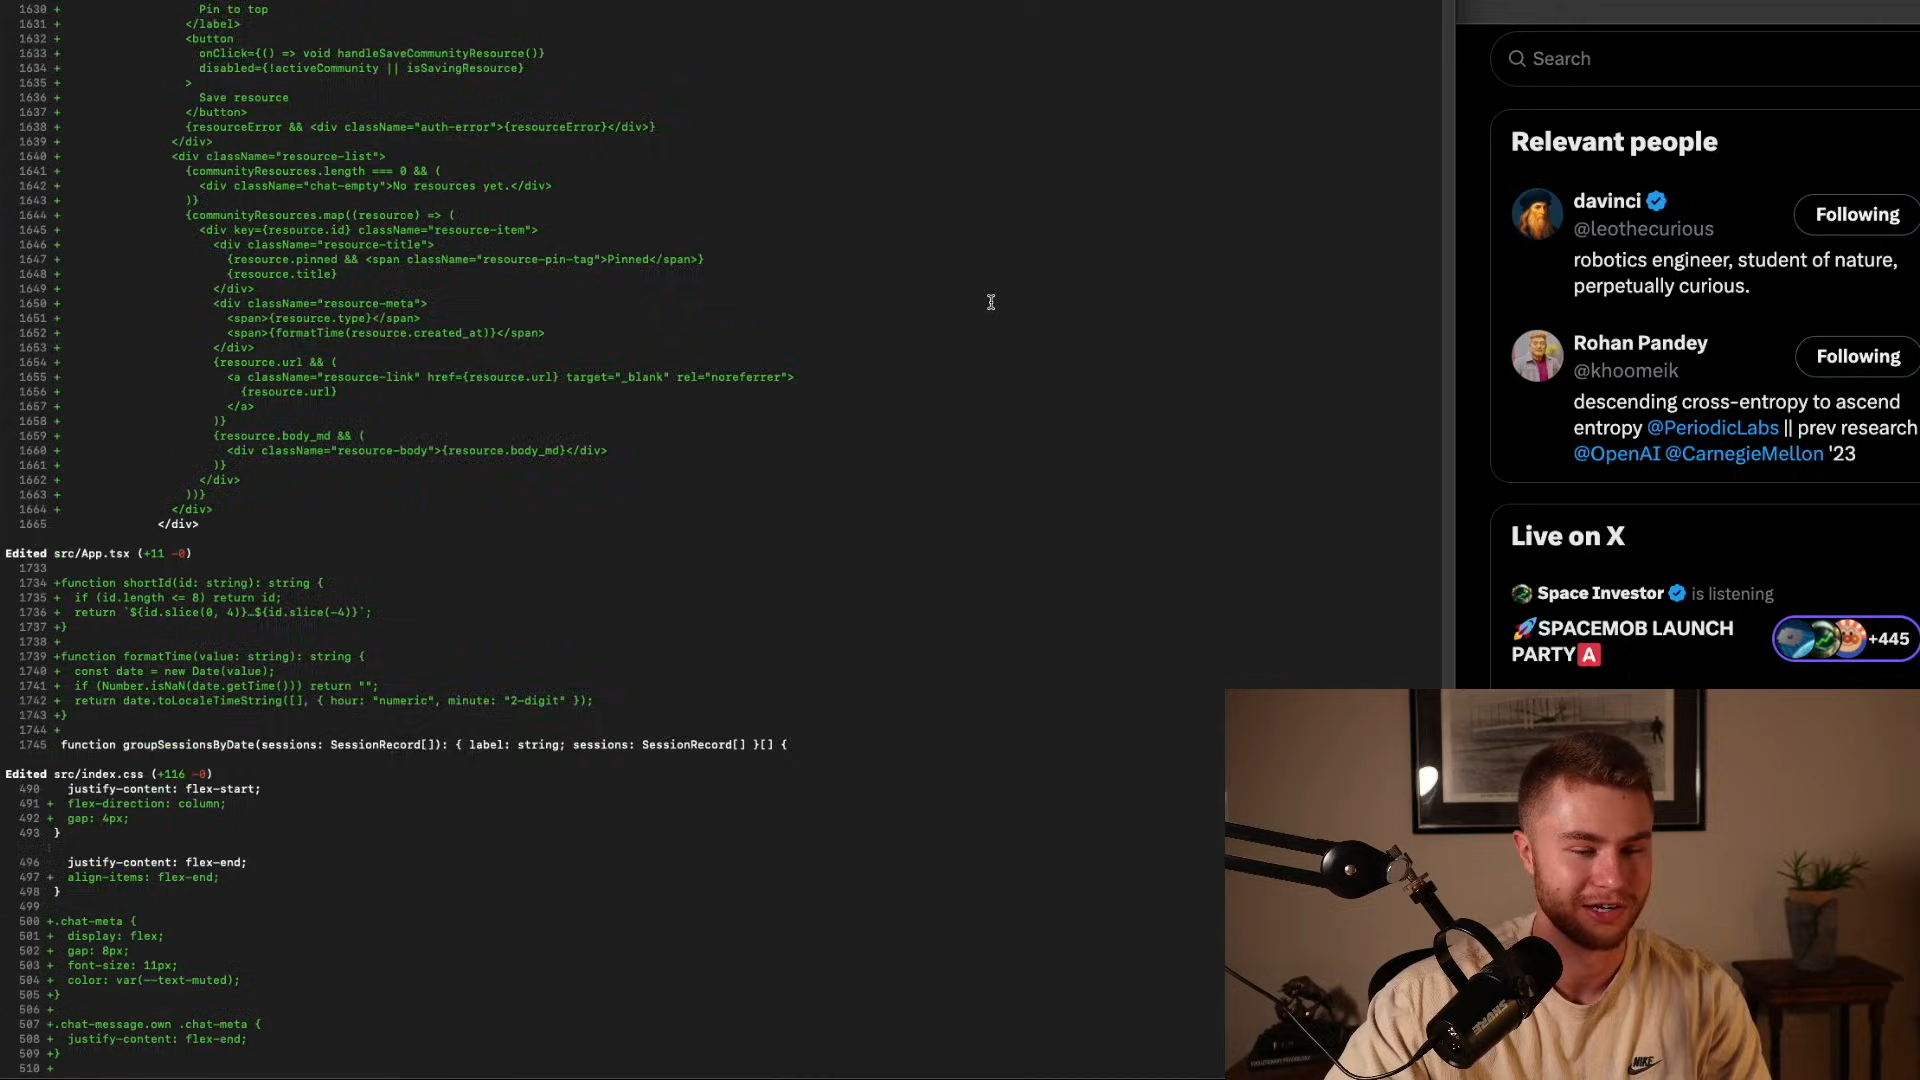 1630 + Pin to top
1631 + </label>
1632 + <button
1633 + onClick={() => void handleSaveCommunityResource()}
1634 + disabled={!activeCommunity || isSavingResource}
1635 + >
1636 + Save resource
1637 + </button>
1638 + {resourceError && <div className="auth-error">{resourceError}</div>}
1639 + </div>
1640 + <div className="resource-list">
1641 + {communityResources.length === 0 && (
1642 + <div className="chat-empty">No resources yet.</div>
1643 + )}
1644 + {communityResources.map((resource) => (
1645 + <div key={resource.id} className="resource-item">
1646 + <div className="resource-title">
1647 + {resource.pinned && <span className="resource-pin-tag">Pinned</span>}
1648 + {resource.title}
1649 + </div>
1650 + <div className="resource-meta">
1651 + <span>{resource.type}</span>
1652 + <span>{formatTime(resource.created_at)}</span>
1653 + </div>
1654 + {resource.url && (
1655 + <a className="resource-link" href={resource.url} target="_blank" rel="noreferrer">
1656 + {resource.url}
1657 + </a>
1658 + )}
1659 + {resource.body_md && (
1660 + <div className="resource-body">{resource.body_md}</div>
1661 + )}
1662 + </div>
1663 + ))}
1664 + </div>
1665 </div>
Edited src/App.tsx (+11 -0)
1733
1734 +function shortId(id: string): string {
1735 + if (id.length <= 8) return id;
1736 + return `${id.slice(0, 4)}…${id.slice(-4)}`;
1737 +}
1738 +
1739 +function formatTime(value: string): string {
1740 + const date = new Date(value);
1741 + if (Number.isNaN(date.getTime())) return "";
1742 + return date.toLocaleTimeString([], { hour: "numeric", minute: "2-digit" });
1743 +}
1744 +
1745 function groupSessionsByDate(sessions: SessionRecord[]): { label: string; sessions: SessionRecord[] }[] {
Edited src/index.css (+116 -0)
490 justify-content: flex-start;
491 + flex-direction: column;
492 + gap: 4px;
493 }
⋮
496 justify-content: flex-end;
497 + align-items: flex-end;
498 }
499
500 +.chat-meta {
501 + display: flex;
502 + gap: 8px;
503 + font-size: 11px;
504 + color: var(--text-muted);
505 +}
506 +
507 +.chat-message.own .chat-meta {
508 + justify-content: flex-end;
509 +}
510 +
Search
Relevant people
davinci
@leothecurious
Following
robotics engineer, student of nature,
perpetually curious.
Rohan Pandey
@khoomeik
Following
descending cross-entropy to ascend
entropy @PeriodicLabs || prev research
@OpenAI @CarnegieMellon '23
Live on X
Space Investor is listening
🚀SPACEMOB LAUNCH
PARTY🅰
+445
SHURE
NIKE